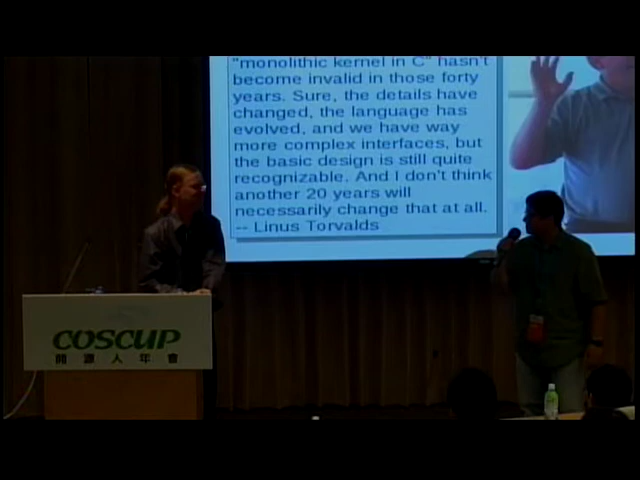 "monolithic kernel in C" hasn't
become invalid in those forty
years. Sure, the details have
changed, the language has
evolved, and we have way
more complex interfaces, but
the basic design is still quite
recognizable. And I don't think
another 20 years will
necessarily change that at all.
-- Linus Torvalds
COSCUP
開源人年會